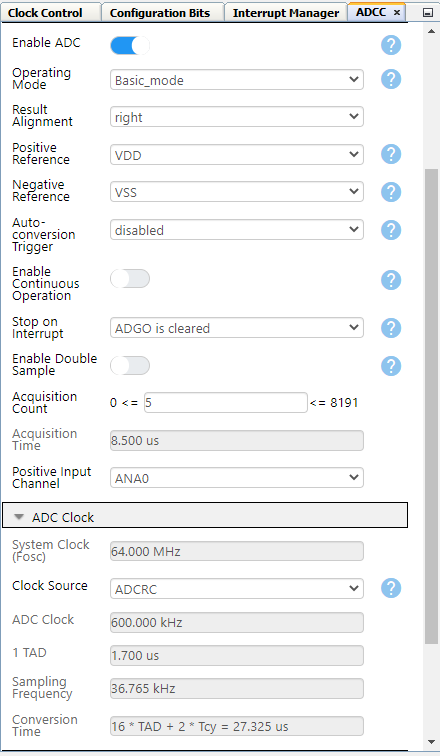 Clock Control Configuration Bits Interrupt Manager ADCC ×
Enable ADC ?
Operating
Mode
Basic_mode ?
Result
Alignment
right
Positive
Reference
VDD ?
Negative
Reference
VSS ?
Auto-
conversion
Trigger
disabled ?
Enable
Continuous
Operation
?
Stop on
Interrupt
ADGO is cleared ?
Enable Double
Sample
?
Acquisition
Count
0 <= 5 <= 8191
Acquisition
Time
8.500 us
Positive Input
Channel
ANA0
ADC Clock
System Clock
(Fosc)
64.000 MHz
Clock Source ADCRC ?
ADC Clock 600.000 kHz
1 TAD 1.700 us
Sampling
Frequency
36.765 kHz
Conversion
Time
16 * TAD + 2 * Tcy = 27.325 us